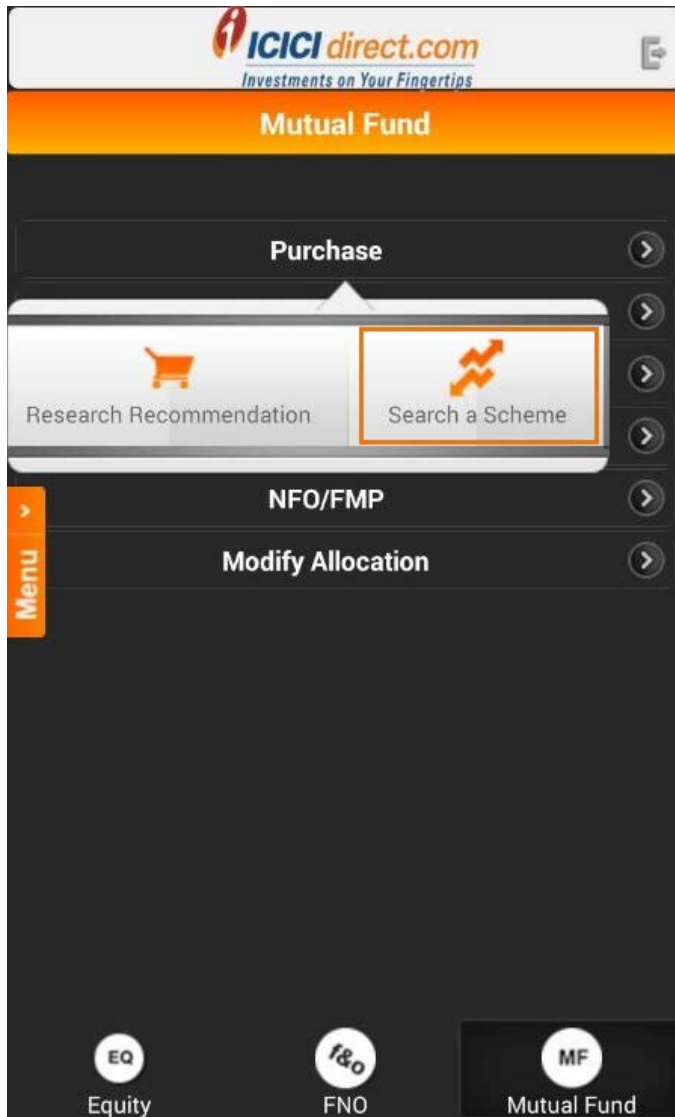 ICICI direct.com
Investments on Your Fingertips
Mutual Fund
Purchase
Research Recommendation
Search a Scheme
NFO/FMP
Menu
Modify Allocation
EQ
f&o
MF
Equity
FNO
Mutual Fund